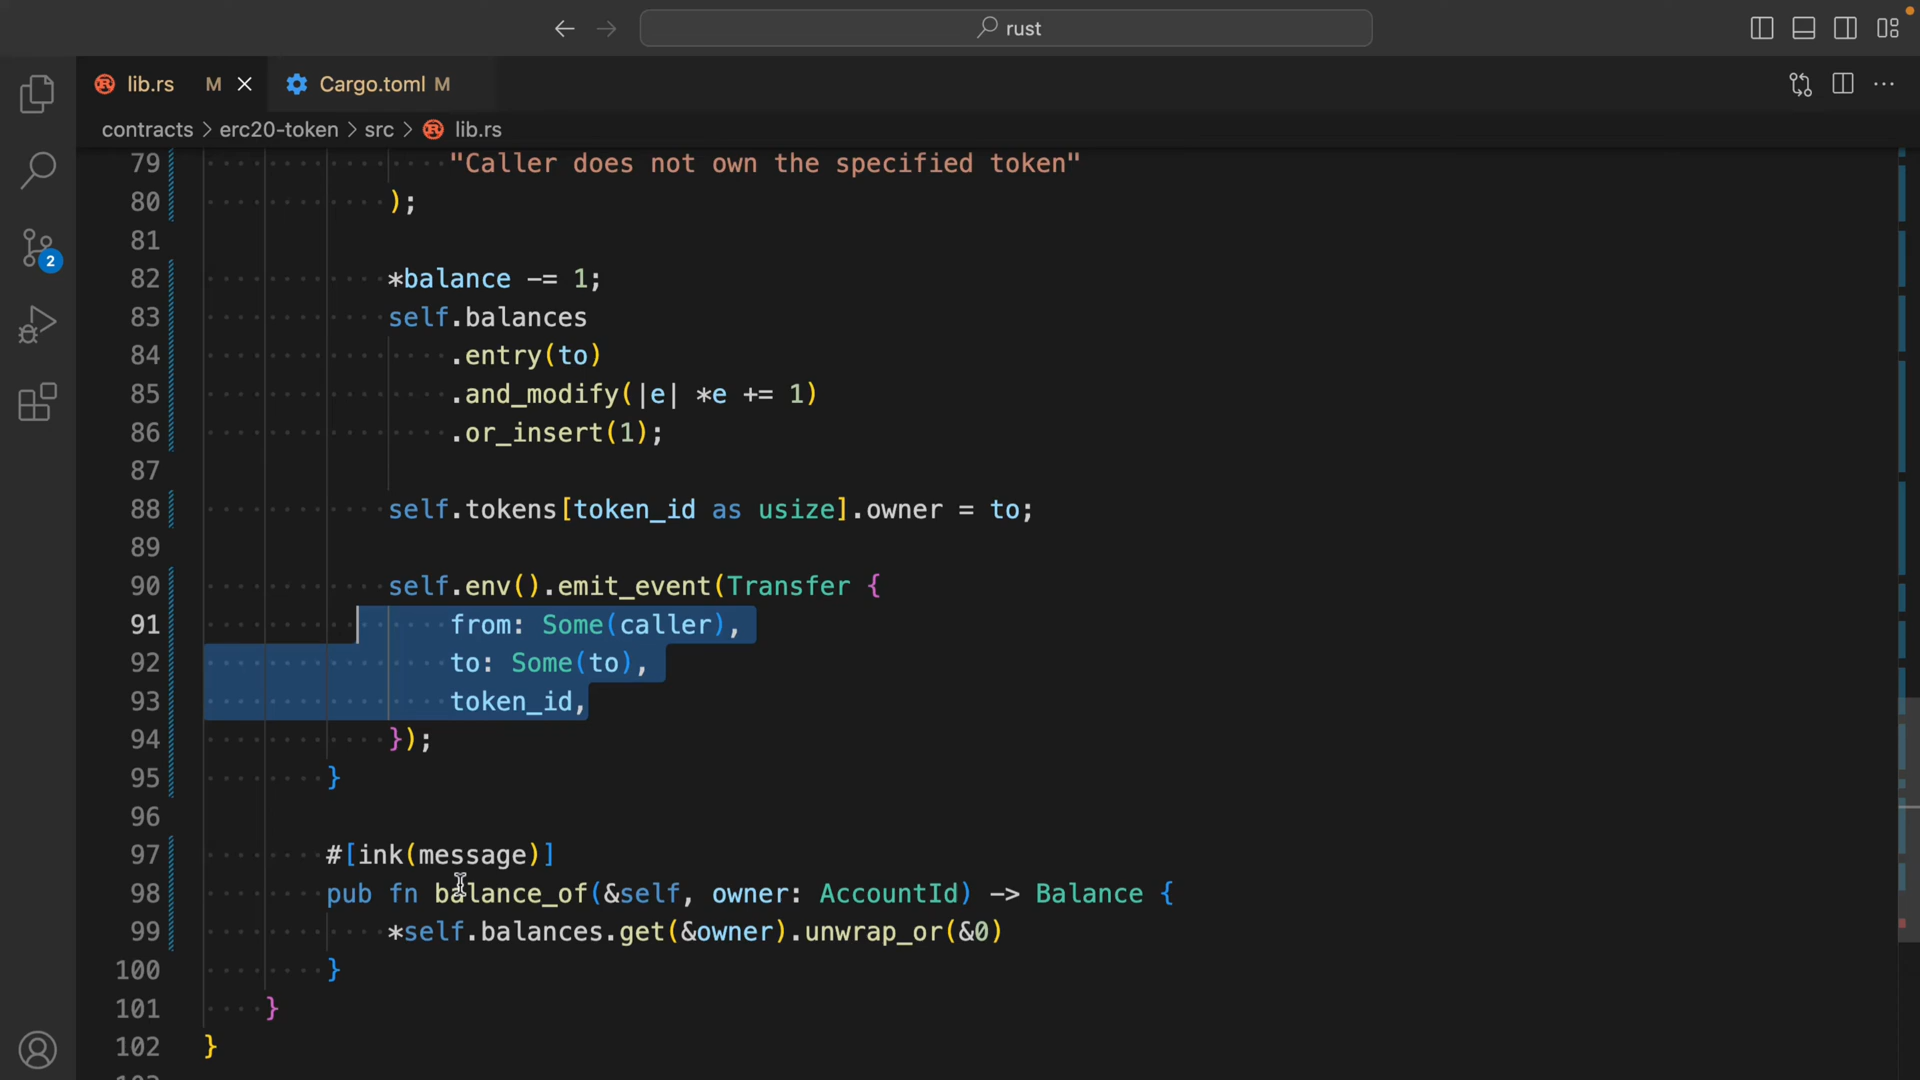 rust
lib.rs M
Cargo.toml M
contracts > erc20-token > src > lib.rs
79 "Caller does not own the specified token"
80 );
81
82 *balance -= 1;
83 self.balances
84 .entry(to)
85 .and_modify(|e| *e += 1)
86 .or_insert(1);
87
88 self.tokens[token_id as usize].owner = to;
89
90 self.env().emit_event(Transfer {
91 from: Some(caller),
92 to: Some(to),
93 token_id,
94 });
95 }
96
97 #[ink(message)]
98 pub fn balance_of(&self, owner: AccountId) -> Balance {
99 *self.balances.get(&owner).unwrap_or(&0)
100 }
101 }
102 }
2